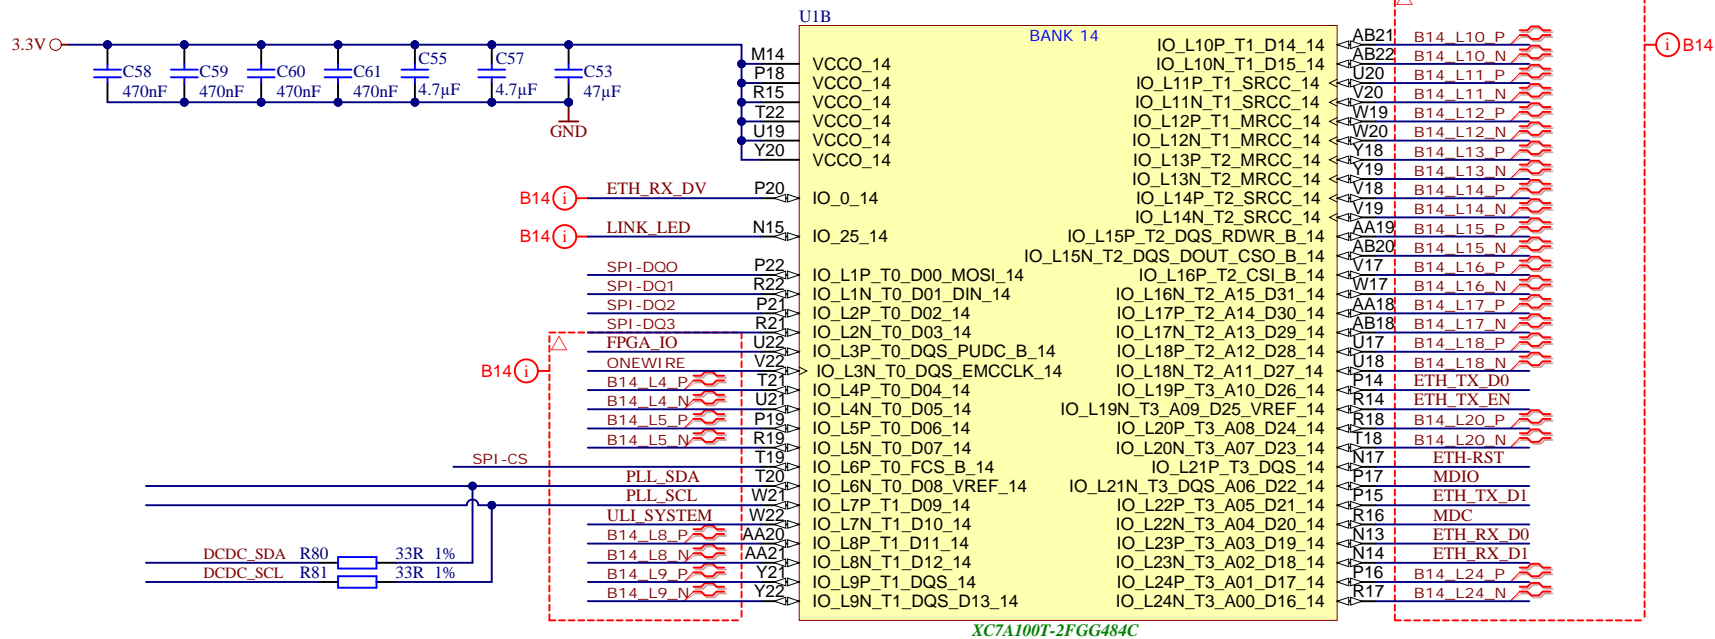 U1B
BANK 14
3.3V
C58 470nF
C59 470nF
C60 470nF
C61 470nF
C55 4.7µF
C57 4.7µF
C53 47µF
GND
M14 VCCO_14
P18 VCCO_14
R15 VCCO_14
T22 VCCO_14
U19 VCCO_14
Y20 VCCO_14
B14 i ETH_RX_DV P20 IO_0_14
B14 i LINK_LED N15 IO_25_14
SPI-DQ0 P22 IO_L1P_T0_D00_MOSI_14
SPI-DQ1 R22 IO_L1N_T0_D01_DIN_14
SPI-DQ2 P21 IO_L2P_T0_D02_14
SPI-DQ3 R21 IO_L2N_T0_D03_14
FPGA_IO U22 IO_L3P_T0_DQS_PUDC_B_14
B14 i
ONEWIRE V22 IO_L3N_T0_DQS_EMCCLK_14
B14_L4_P T21 IO_L4P_T0_D04_14
B14_L4_N U21 IO_L4N_T0_D05_14
B14_L5_P P19 IO_L5P_T0_D06_14
B14_L5_N R19 IO_L5N_T0_D07_14
SPI-CS T19 IO_L6P_T0_FCS_B_14
PLL_SDA T20 IO_L6N_T0_D08_VREF_14
PLL_SCL W21 IO_L7P_T1_D09_14
ULI_SYSTEM W22 IO_L7N_T1_D10_14
B14_L8_P AA20 IO_L8P_T1_D11_14
B14_L8_N AA21 IO_L8N_T1_D12_14
B14_L9_P Y21 IO_L9P_T1_DQS_14
B14_L9_N Y22 IO_L9N_T1_DQS_D13_14
DCDC_SDA R80 33R 1%
DCDC_SCL R81 33R 1%
IO_L10P_T1_D14_14 AB21 B14_L10_P
IO_L10N_T1_D15_14 AB22 B14_L10_N
IO_L11P_T1_SRCC_14 U20 B14_L11_P
IO_L11N_T1_SRCC_14 V20 B14_L11_N
IO_L12P_T1_MRCC_14 W19 B14_L12_P
IO_L12N_T1_MRCC_14 W20 B14_L12_N
IO_L13P_T2_MRCC_14 Y18 B14_L13_P
IO_L13N_T2_MRCC_14 Y19 B14_L13_N
IO_L14P_T2_SRCC_14 V18 B14_L14_P
IO_L14N_T2_SRCC_14 V19 B14_L14_N
IO_L15P_T2_DQS_RDWR_B_14 AA19 B14_L15_P
IO_L15N_T2_DQS_DOUT_CSO_B_14 AB20 B14_L15_N
IO_L16P_T2_CSI_B_14 V17 B14_L16_P
IO_L16N_T2_A15_D31_14 W17 B14_L16_N
IO_L17P_T2_A14_D30_14 AA18 B14_L17_P
IO_L17N_T2_A13_D29_14 AB18 B14_L17_N
IO_L18P_T2_A12_D28_14 U17 B14_L18_P
IO_L18N_T2_A11_D27_14 U18 B14_L18_N
IO_L19P_T3_A10_D26_14 P14 ETH_TX_D0
IO_L19N_T3_A09_D25_VREF_14 R14 ETH_TX_EN
IO_L20P_T3_A08_D24_14 R18 B14_L20_P
IO_L20N_T3_A07_D23_14 T18 B14_L20_N
IO_L21P_T3_DQS_14 N17 ETH-RST
IO_L21N_T3_DQS_A06_D22_14 P17 MDIO
IO_L22P_T3_A05_D21_14 P15 ETH_TX_D1
IO_L22N_T3_A04_D20_14 R16 MDC
IO_L23P_T3_A03_D19_14 N13 ETH_RX_D0
IO_L23N_T3_A02_D18_14 N14 ETH_RX_D1
IO_L24P_T3_A01_D17_14 P16 B14_L24_P
IO_L24N_T3_A00_D16_14 R17 B14_L24_N
i B14
XC7A100T-2FGG484C